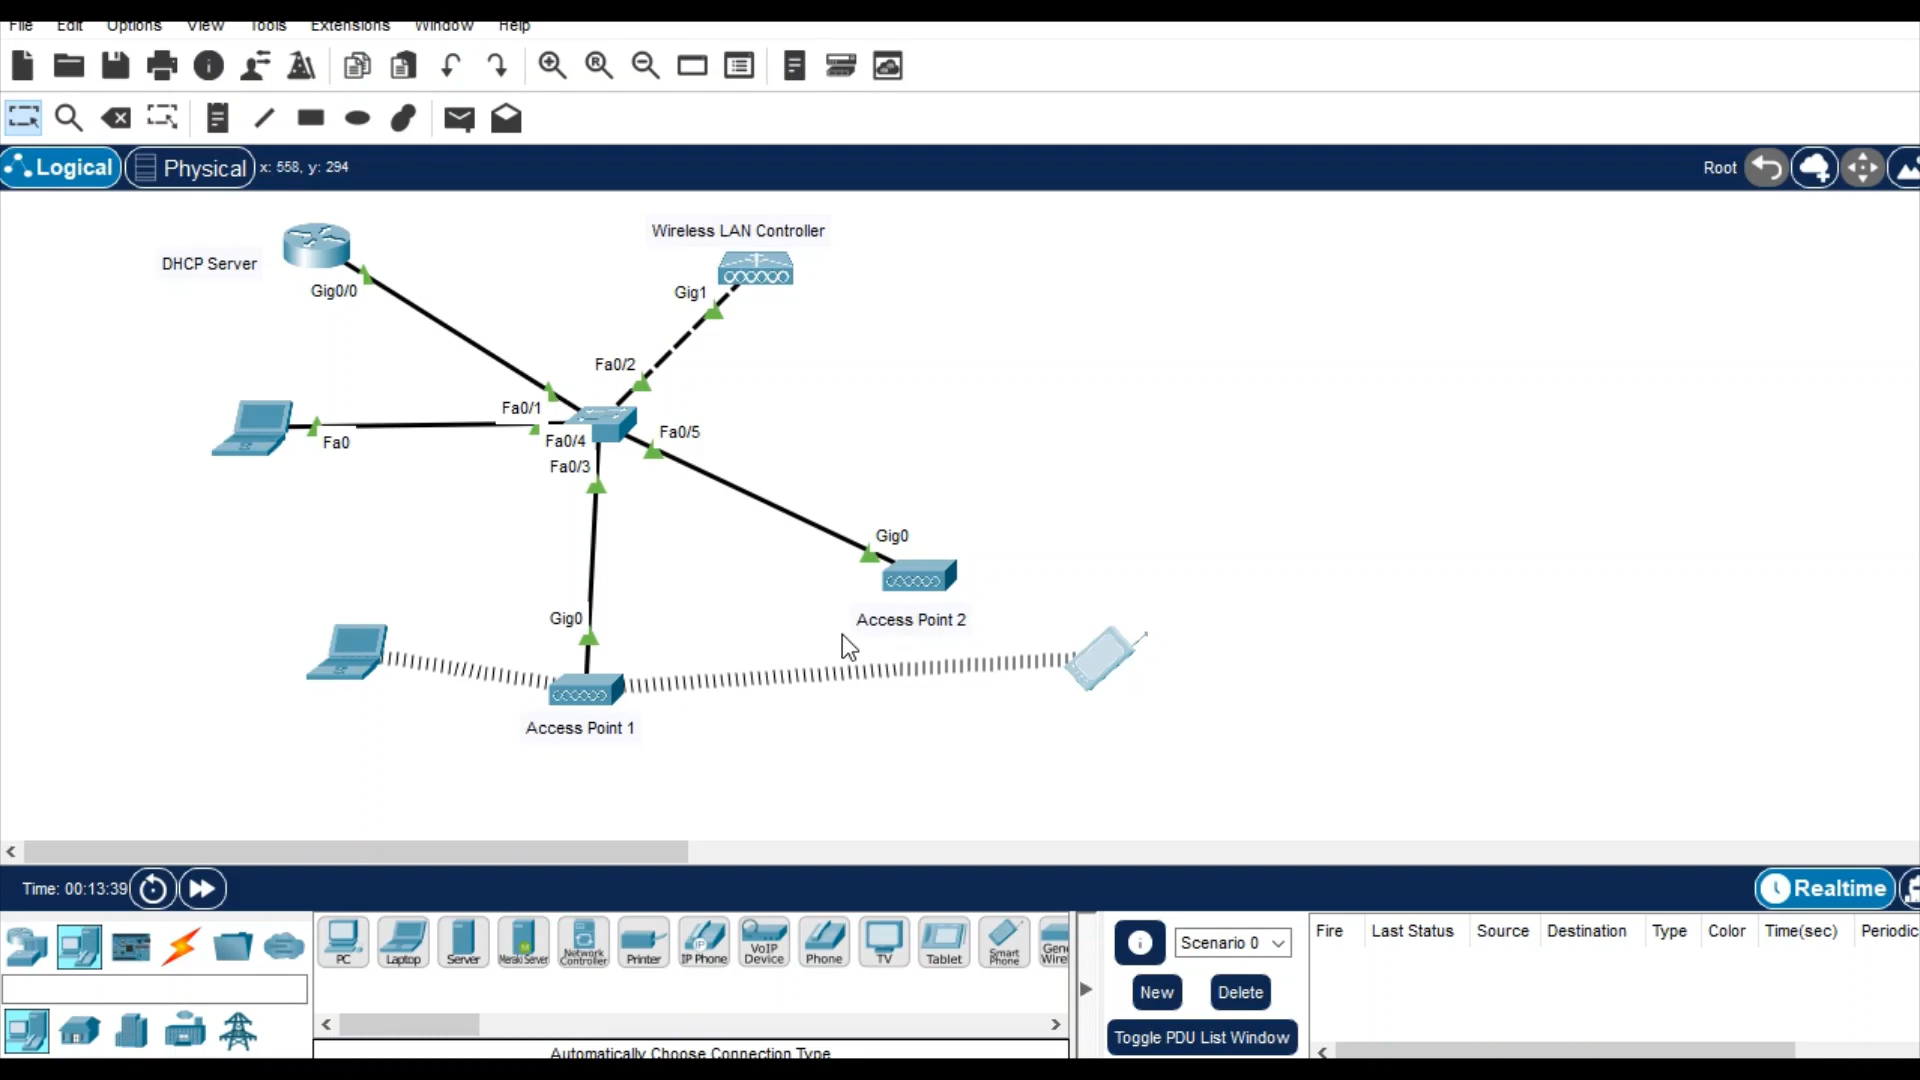 File Edit Options View Tools Extensions Window Help
Logical Physical x: 558, y: 294 Root
Wireless LAN Controller
DHCP Server
Gig0/0
Gig1
Fa0/2
Fa0/1
Fa0/5
Fa0
Fa0/4
Fa0/3
Gig0
Gig0
Access Point 2
Access Point 1
Time: 00:13:39 Realtime
PC Laptop Server Meraki Server Network Controller Printer IP Phone VoIP Device Phone TV Tablet Smart Phone
Scenario 0
Fire Last Status Source Destination Type Color Time(sec) Periodic
New Delete
Toggle PDU List Window
Automatically Choose Connection Type